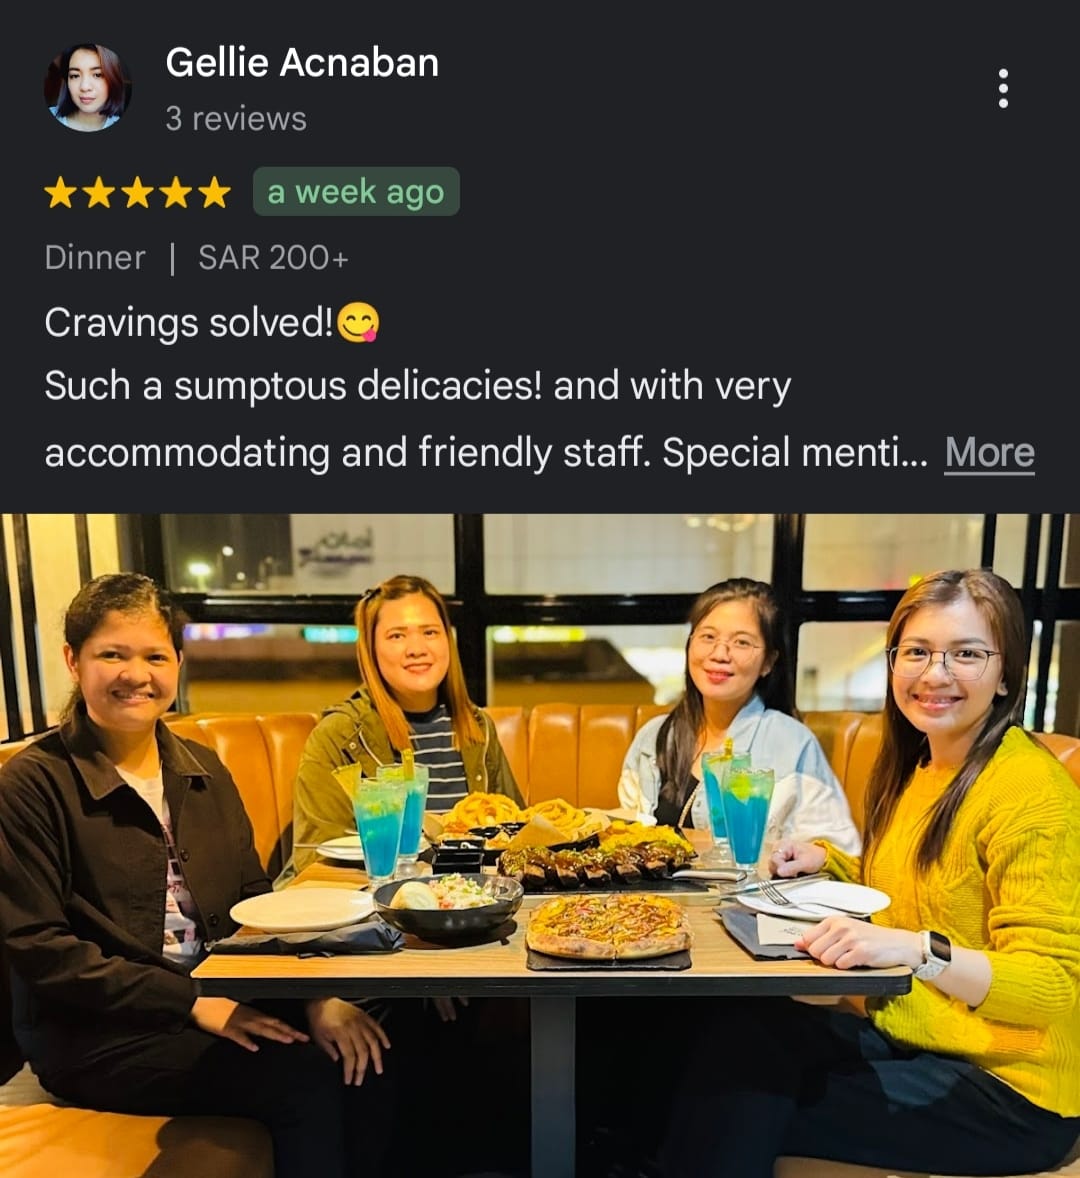 Gellie Acnaban
3 reviews
a week ago
Dinner | SAR 200+
Cravings solved!😋
Such a sumptous delicacies! and with very
accommodating and friendly staff. Special menti... More